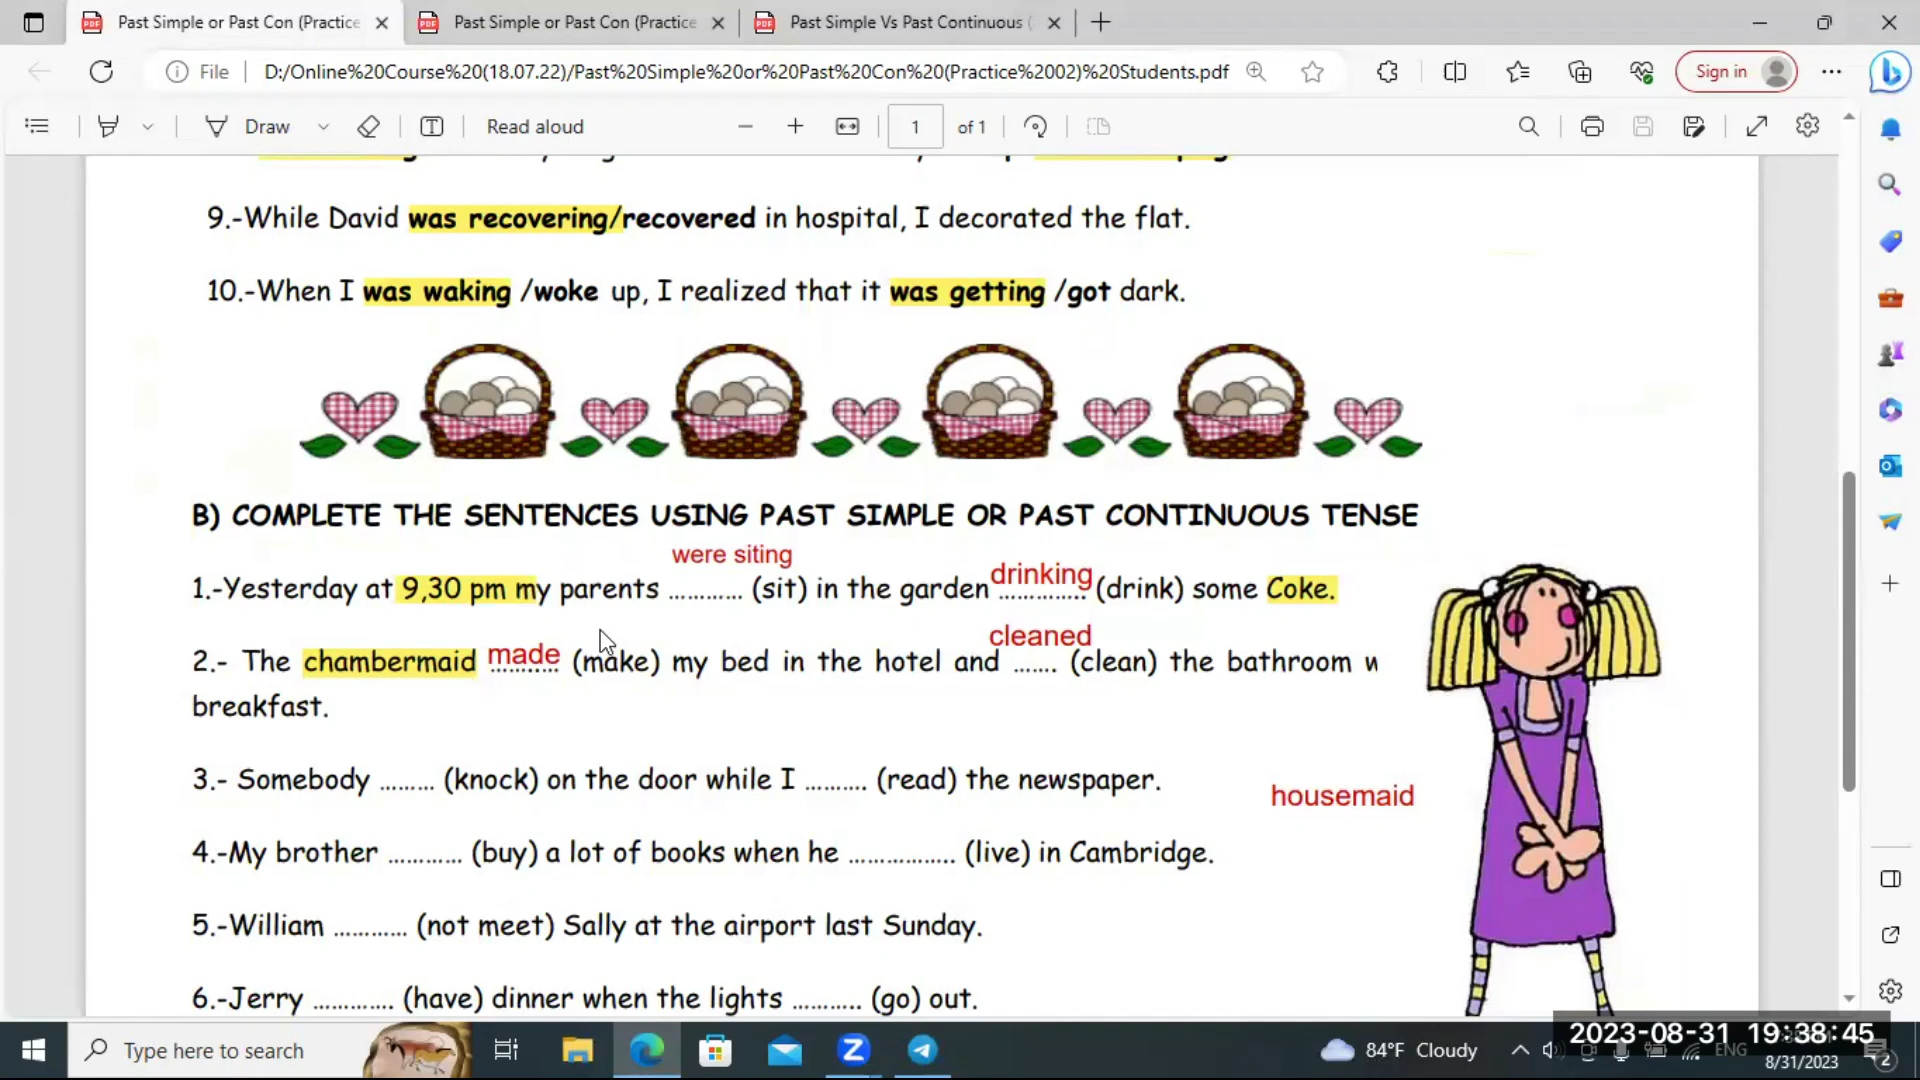 Past Simple or Past Con (Practice
Past Simple or Past Con (Practice
Past Simple Vs Past Continuous (
File
D:/Online%20Course%20(18.07.22)/Past%20Simple%20or%20Past%20Con%20(Practice%2002)%20Students.pdf
Sign in
Draw
Read aloud
1
of 1
9.-While David was recovering/recovered in hospital, I decorated the flat.
10.-When I was waking /woke up, I realized that it was getting /got dark.
B) COMPLETE THE SENTENCES USING PAST SIMPLE OR PAST CONTINUOUS TENSE
were siting
drinking
1.-Yesterday at 9,30 pm my parents ………… (sit) in the garden ………….. (drink) some Coke.
cleaned
made
2.- The chambermaid ………. (make) my bed in the hotel and ……. (clean) the bathroom w
breakfast.
3.- Somebody ……… (knock) on the door while I ………. (read) the newspaper.
housemaid
4.-My brother ………… (buy) a lot of books when he …………….. (live) in Cambridge.
5.-William ………… (not meet) Sally at the airport last Sunday.
6.-Jerry …………. (have) dinner when the lights ……….. (go) out.
Type here to search
84°F Cloudy
ENG
2023-08-31 19:38:45
8/31/2023
2